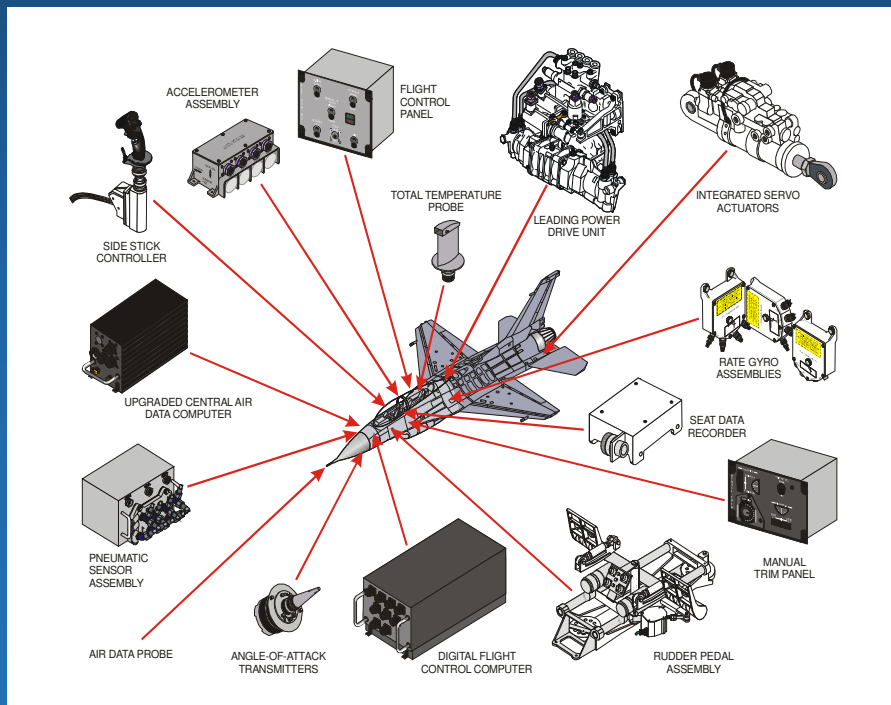 ACCELEROMETER
ASSEMBLY
FLIGHT
CONTROL
PANEL
TOTAL TEMPERATURE
PROBE
LEADING POWER
DRIVE UNIT
INTEGRATED SERVO
ACTUATORS
SIDE STICK
CONTROLLER
RATE GYRO
ASSEMBLIES
UPGRADED CENTRAL AIR
DATA COMPUTER
SEAT DATA
RECORDER
PNEUMATIC
SENSOR
ASSEMBLY
MANUAL
TRIM PANEL
AIR DATA PROBE
ANGLE-OF-ATTACK
TRANSMITTERS
DIGITAL FLIGHT
CONTROL COMPUTER
RUDDER PEDAL
ASSEMBLY